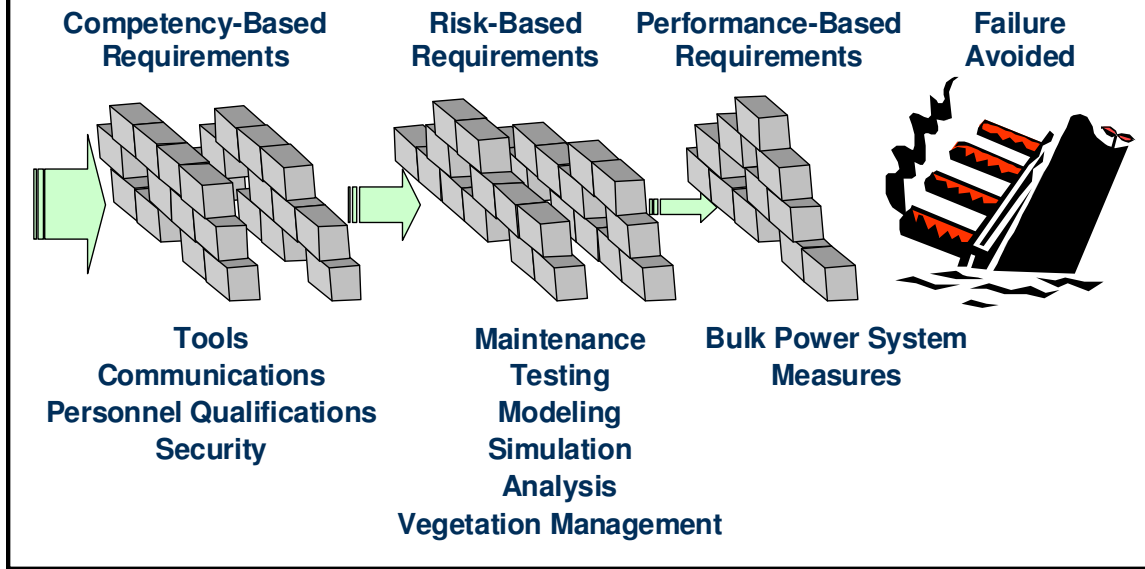 Competency-Based
Requirements
Risk-Based
Requirements
Performance-Based
Requirements
Failure
Avoided
Tools
Communications
Personnel Qualifications
Security
Maintenance
Testing
Modeling
Simulation
Analysis
Vegetation Management
Bulk Power System
Measures